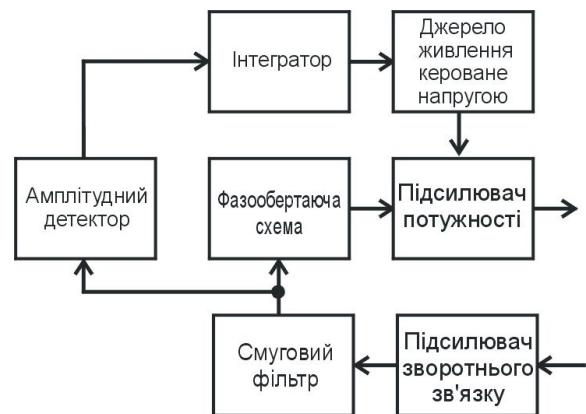 Інтегратор
Джерело
живлення
кероване
напругою
Амплітудний
детектор
Фазообертаюча
схема
Підсилювач
потужності
Смуговий
фільтр
Підсилювач
зворотнього
зв'язку